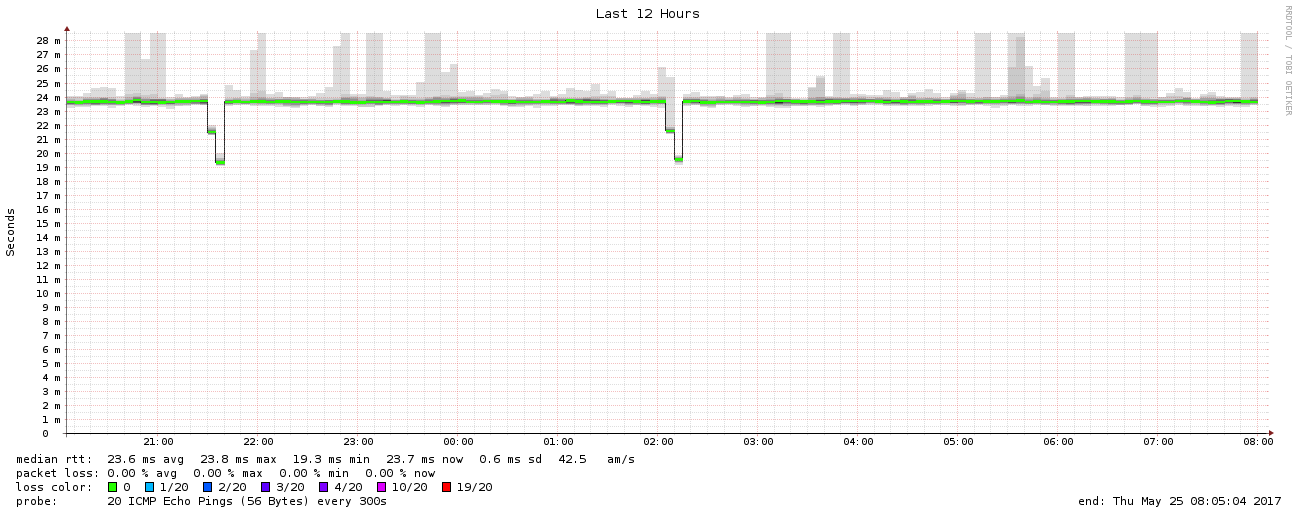 Last 12 Hours
RRDTOOL / TOBI OETIKER
Seconds
28 m
27 m
26 m
25 m
24 m
23 m
22 m
21 m
20 m
19 m
18 m
17 m
16 m
15 m
14 m
13 m
12 m
11 m
10 m
9 m
8 m
7 m
6 m
5 m
4 m
3 m
2 m
1 m
0
21:00 22:00 23:00 00:00 01:00 02:00 03:00 04:00 05:00 06:00 07:00 08:00
median rtt: 23.6 ms avg 23.8 ms max 19.3 ms min 23.7 ms now 0.6 ms sd 42.5 am/s
packet loss: 0.00 % avg 0.00 % max 0.00 % min 0.00 % now
loss color: 0 1/20 2/20 3/20 4/20 10/20 19/20
probe: 20 ICMP Echo Pings (56 Bytes) every 300s end: Thu May 25 08:05:04 2017